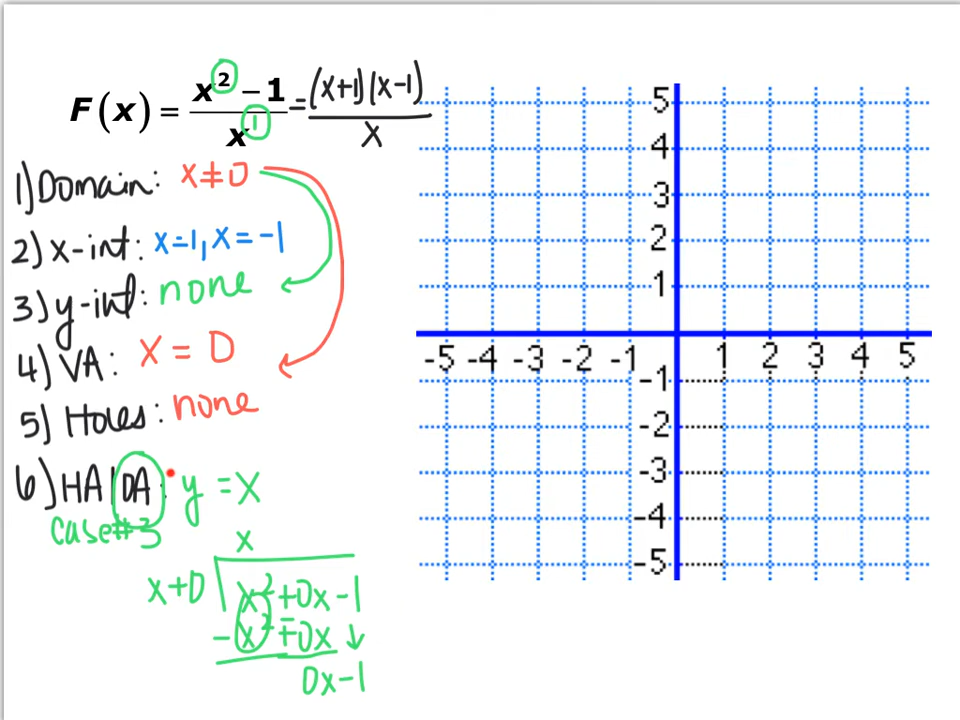 F(x) = x² - 1 / x¹ = (x+1)(x-1) / x
1) Domain: x≠0
2) x-int: x=1, x=-1
3) y-int: none
4) VA: x = 0
5) Holes: none
6) HA/DA: y = x
Case #3
x
x+0 x²+0x-1
-x²+0x ↓
0x-1
5
4
3
2
1
-5 -4 -3 -2 -1 1 2 3 4 5
-1
-2
-3
-4
-5